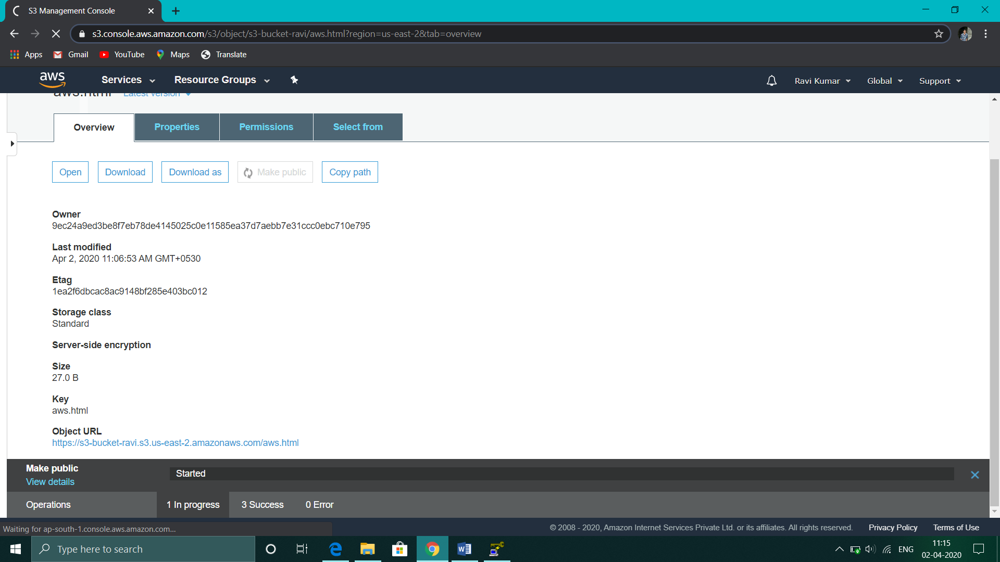 S3 Management Console
s3.console.aws.amazon.com/s3/object/s3-bucket-ravi/aws.html?region=us-east-2&tab=overview
Apps Gmail YouTube Maps Translate
aws Services Resource Groups Ravi Kumar Global Support
aws.html Latest version
Overview Properties Permissions Select from
Open Download Download as Make public Copy path
Owner
9ec24a9ed3be8f7eb78de4145025c0e11585ea37d7aebb7e31ccc0ebc710e795
Last modified
Apr 2, 2020 11:06:53 AM GMT+0530
Etag
1ea2f6dbcac8ac9148bf285e403bc012
Storage class
Standard
Server-side encryption
Size
27.0 B
Key
aws.html
Object URL
https://s3-bucket-ravi.s3.us-east-2.amazonaws.com/aws.html
Make public
Started
View details
Operations 1 In progress 3 Success 0 Error
Waiting for ap-south-1.console.aws.amazon.com...
© 2008 - 2020, Amazon Internet Services Private Ltd. or its affiliates. All rights reserved. Privacy Policy Terms of Use
Type here to search
ENG
11:15
02-04-2020